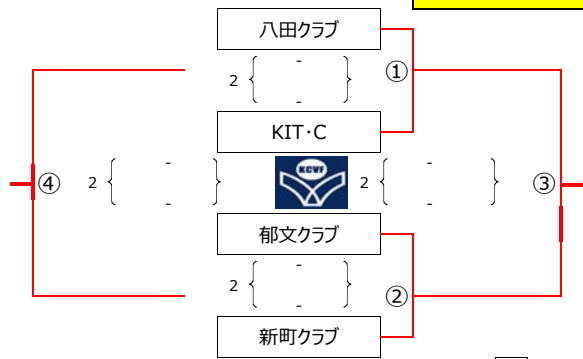 八田クラブ
2 { - - }
①
KIT・C
④ 2 { - - }
KCVF
2 { - - } ③
郁文クラブ
2 { - - }
②
新町クラブ